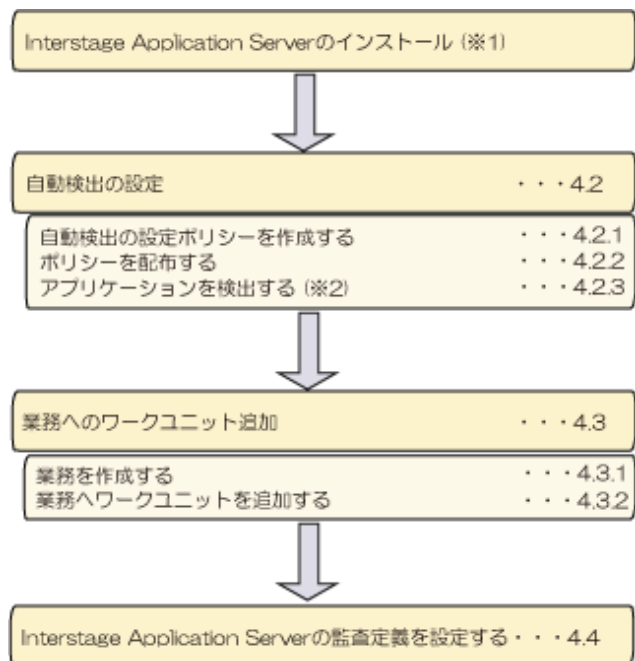 Interstage Application Serverのインストール (※1)
自動検出の設定 ・・・4.2
自動検出の設定ポリシーを作成する ・・・4.2.1
ポリシーを配布する ・・・4.2.2
アプリケーションを検出する (※2) ・・・4.2.3
業務へのワークユニット追加 ・・・4.3
業務を作成する ・・・4.3.1
業務へワークユニットを追加する ・・・4.3.2
Interstage Application Serverの監査定義を設定する・・・4.4